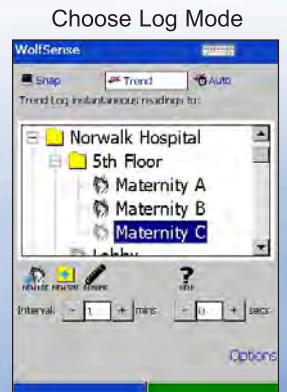 Choose Log Mode
WolfSense
Snap Trend Auto
Trend Log instantaneous readings to:
Norwalk Hospital
5th Floor
Maternity A
Maternity B
Maternity C
Lobby
Interval: - 1 + mins - 0 + secs
Options